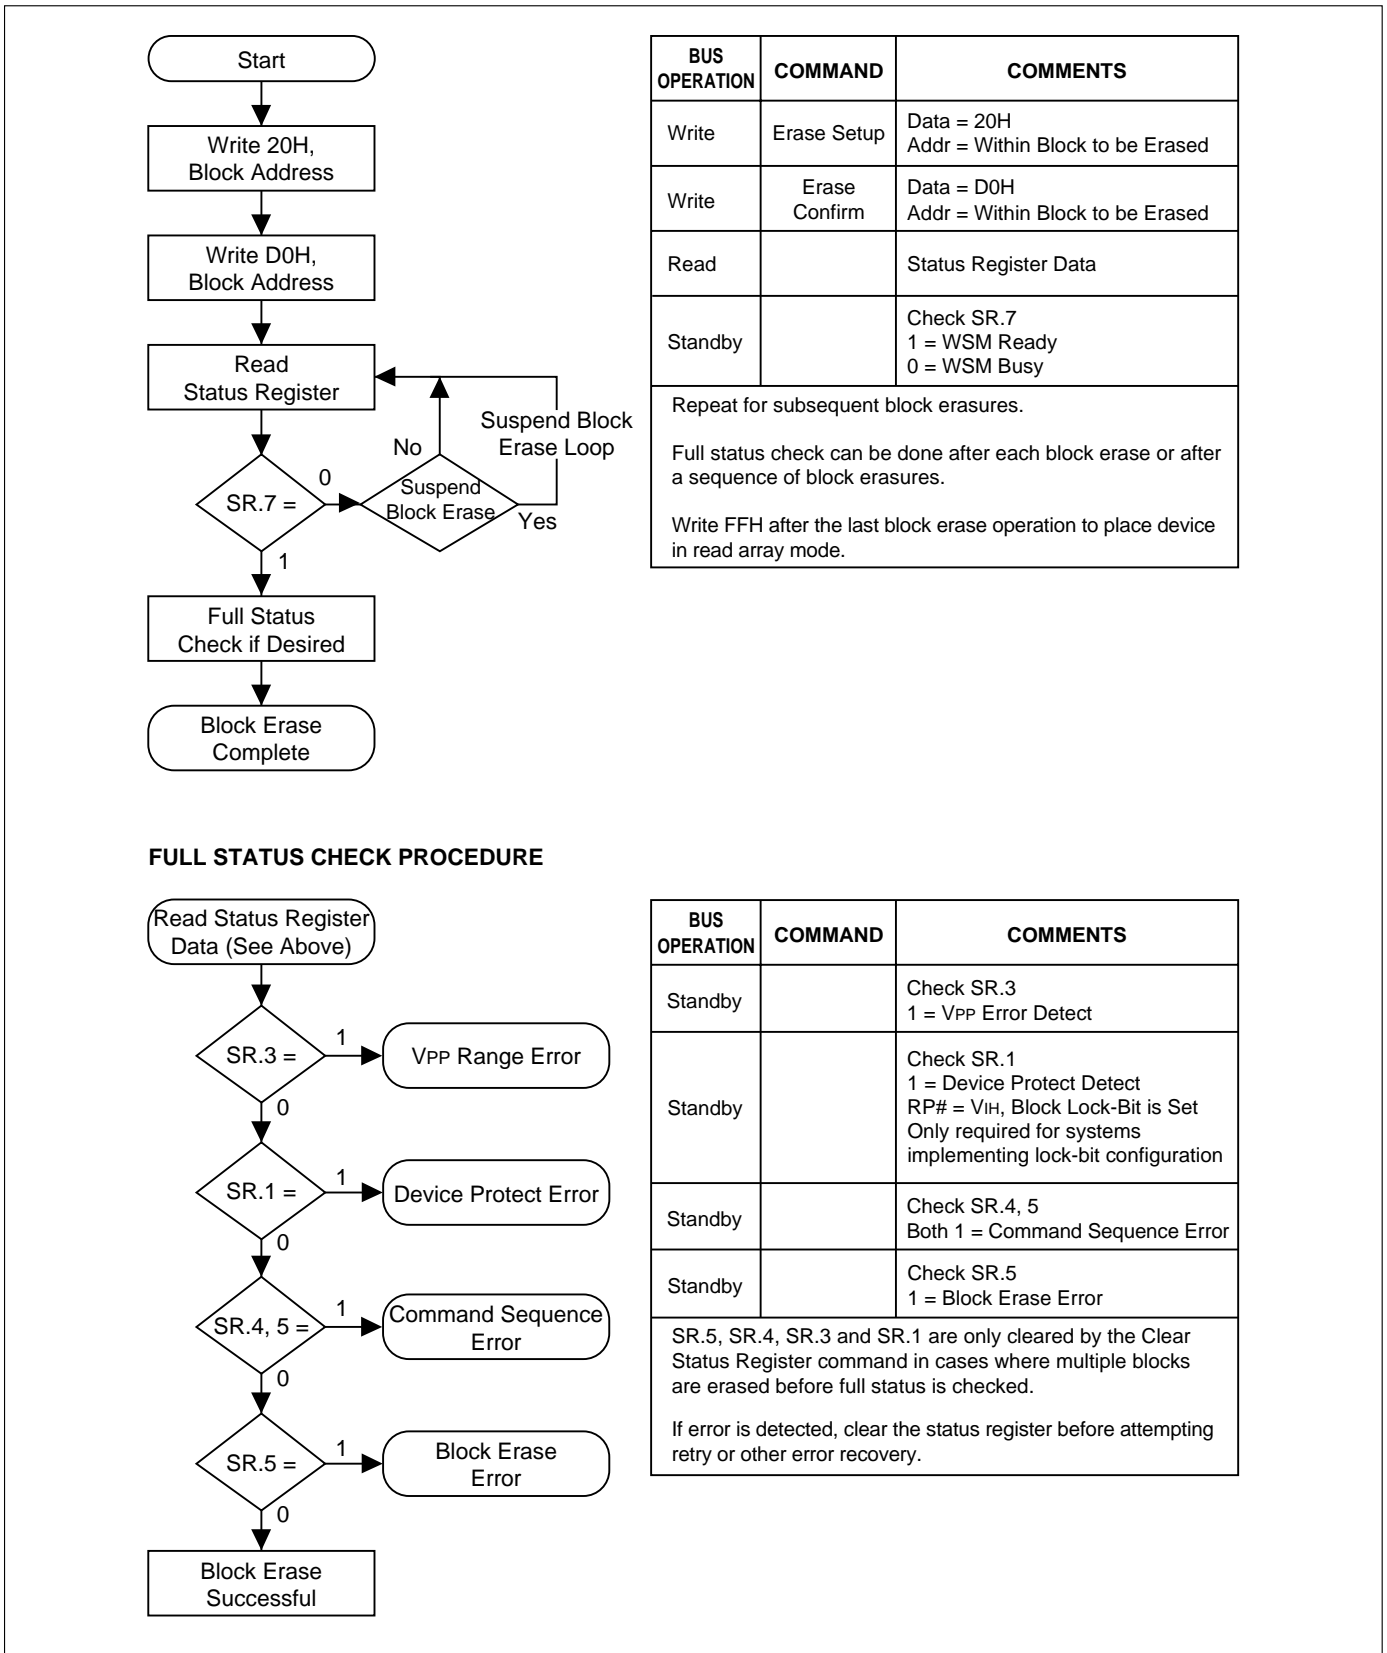 Start
Write 20H,
Block Address
Write D0H,
Block Address
Read
Status Register
SR.7 =
0
1
No
Suspend
Block Erase
Yes
Suspend Block
Erase Loop
Full Status
Check if Desired
Block Erase
Complete
BUS
OPERATION
COMMAND
COMMENTS
Write
Erase Setup
Data = 20H
Addr = Within Block to be Erased
Write
Erase
Confirm
Data = D0H
Addr = Within Block to be Erased
Read
Status Register Data
Standby
Check SR.7
1 = WSM Ready
0 = WSM Busy
Repeat for subsequent block erasures.
Full status check can be done after each block erase or after
a sequence of block erasures.
Write FFH after the last block erase operation to place device
in read array mode.
FULL STATUS CHECK PROCEDURE
Read Status Register
Data (See Above)
SR.3 =
1
VPP Range Error
0
SR.1 =
1
Device Protect Error
0
SR.4, 5 =
1
Command Sequence
Error
0
SR.5 =
1
Block Erase
Error
0
Block Erase
Successful
BUS
OPERATION
COMMAND
COMMENTS
Standby
Check SR.3
1 = VPP Error Detect
Standby
Check SR.1
1 = Device Protect Detect
RP# = VIH, Block Lock-Bit is Set
Only required for systems
implementing lock-bit configuration
Standby
Check SR.4, 5
Both 1 = Command Sequence Error
Standby
Check SR.5
1 = Block Erase Error
SR.5, SR.4, SR.3 and SR.1 are only cleared by the Clear
Status Register command in cases where multiple blocks
are erased before full status is checked.
If error is detected, clear the status register before attempting
retry or other error recovery.